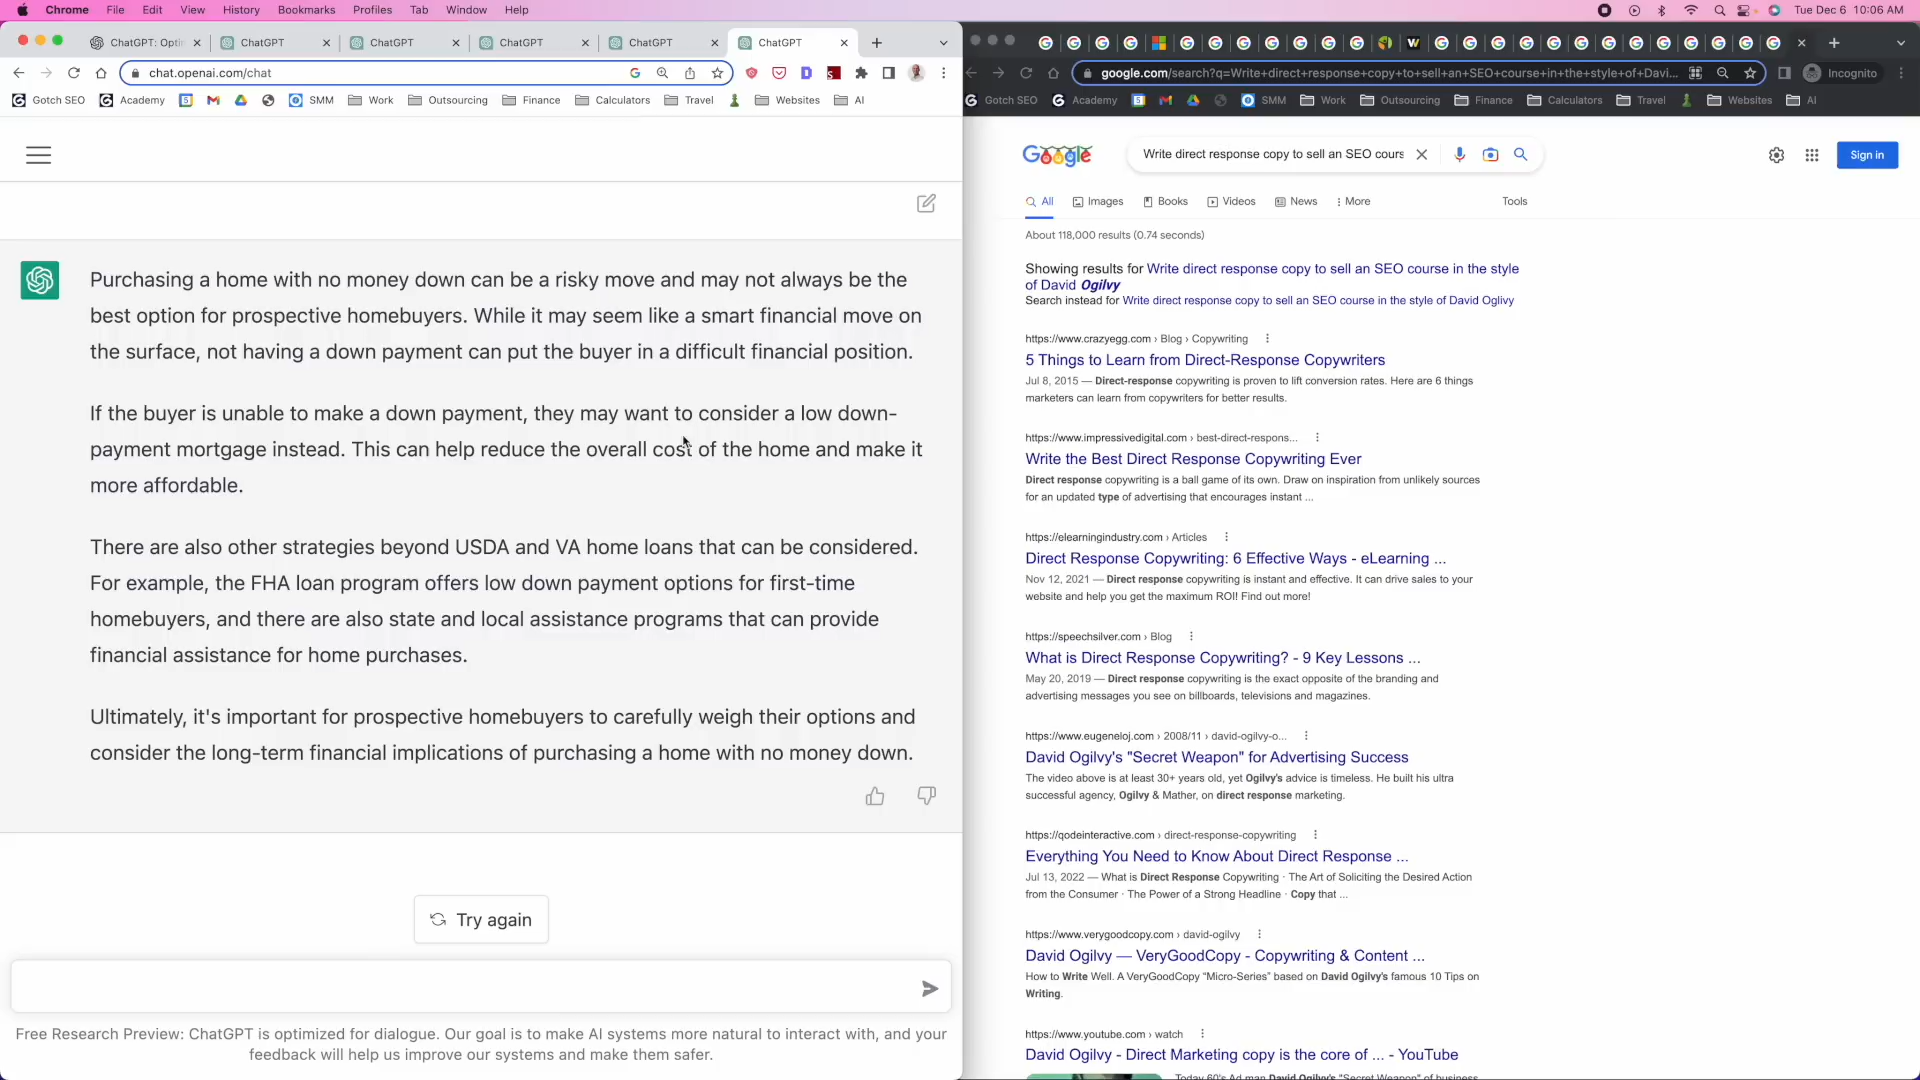 Chrome File Edit View History Bookmarks Profiles Tab Window Help
Tue Dec 6 10:06 AM
ChatGPT: Opti
ChatGPT
ChatGPT
ChatGPT
ChatGPT
ChatGPT
chat.openai.com/chat
Gotch SEO Academy SMM Work Outsourcing Finance Calculators Travel Websites AI
Purchasing a home with no money down can be a risky move and may not always be the
best option for prospective homebuyers. While it may seem like a smart financial move on
the surface, not having a down payment can put the buyer in a difficult financial position.
If the buyer is unable to make a down payment, they may want to consider a low down-
payment mortgage instead. This can help reduce the overall cost of the home and make it
more affordable.
There are also other strategies beyond USDA and VA home loans that can be considered.
For example, the FHA loan program offers low down payment options for first-time
homebuyers, and there are also state and local assistance programs that can provide
financial assistance for home purchases.
Ultimately, it's important for prospective homebuyers to carefully weigh their options and
consider the long-term financial implications of purchasing a home with no money down.
Try again
Free Research Preview: ChatGPT is optimized for dialogue. Our goal is to make AI systems more natural to interact with, and your
feedback will help us improve our systems and make them safer.
google.com/search?q=Write+direct+response+copy+to+sell+an+SEO+course+in+the+style+of+Davi...
Incognito
Gotch SEO Academy SMM Work Outsourcing Finance Calculators Travel Websites AI
Google
Write direct response copy to sell an SEO cours
Sign in
All Images Books Videos News More Tools
About 118,000 results (0.74 seconds)
Showing results for Write direct response copy to sell an SEO course in the style
of David Ogilvy
Search instead for Write direct response copy to sell an SEO course in the style of David Oglivy
https://www.crazyegg.com › Blog › Copywriting
5 Things to Learn from Direct-Response Copywriters
Jul 8, 2015 — Direct-response copywriting is proven to lift conversion rates. Here are 6 things
marketers can learn from copywriters for better results.
https://www.impressivedigital.com › best-direct-respons...
Write the Best Direct Response Copywriting Ever
Direct response copywriting is a ball game of its own. Draw on inspiration from unlikely sources
for an updated type of advertising that encourages instant ...
https://elearningindustry.com › Articles
Direct Response Copywriting: 6 Effective Ways - eLearning ...
Nov 12, 2021 — Direct response copywriting is instant and effective. It can drive sales to your
website and help you get the maximum ROI! Find out more!
https://speechsilver.com › Blog
What is Direct Response Copywriting? - 9 Key Lessons ...
May 20, 2019 — Direct response copywriting is the exact opposite of the branding and
advertising messages you see on billboards, televisions and magazines.
https://www.eugeneloj.com › 2008/11 › david-ogilvy-o...
David Ogilvy's "Secret Weapon" for Advertising Success
The video above is at least 30+ years old, yet Ogilvy's advice is timeless. He built his ultra
successful agency, Ogilvy & Mather, on direct response marketing.
https://qodeinteractive.com › direct-response-copywriting
Everything You Need to Know About Direct Response ...
Jul 13, 2022 — What is Direct Response Copywriting · The Art of Soliciting the Desired Action
from the Consumer · The Power of a Strong Headline · Copy that ...
https://www.verygoodcopy.com › david-ogilvy
David Ogilvy — VeryGoodCopy - Copywriting & Content ...
How to Write Well. A VeryGoodCopy "Micro-Series" based on David Ogilvy's famous 10 Tips on
Writing.
https://www.youtube.com › watch
David Ogilvy - Direct Marketing copy is the core of ... - YouTube
Today 60's Ad man David Ogilvy's "Secret Weapon" of business